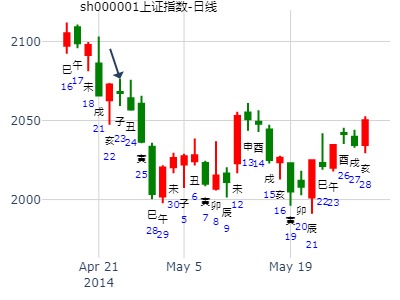 sh000001上证指数-日线
2100
2050
2000
巳
16
午
17
未
18
戌
21
亥
22
子
23
丑
24
寅
25
巳
28
午
29
未
30
子
5
丑
6
寅
7
卯
8
辰
9
未
12
申
13
酉
14
戌
15
亥
16
寅
19
卯
20
辰
21
巳
22
午
23
酉
26
戌
27
亥
28
Apr 21
2014
May 5
May 19